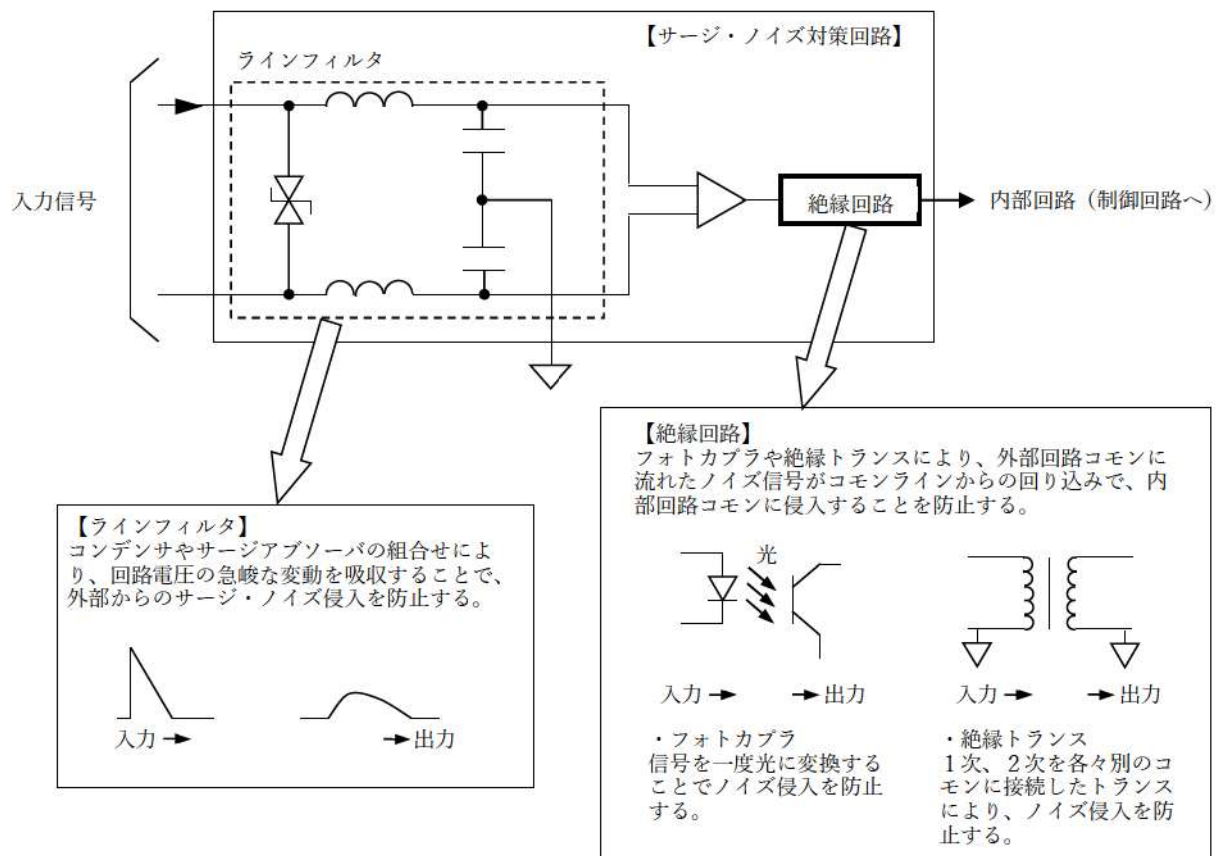 【サージ・ノイズ対策回路】
ラインフィルタ
入力信号
絶縁回路
内部回路（制御回路へ）
【ラインフィルタ】
コンデンサやサージアブソーバの組合せによ
り、回路電圧の急峻な変動を吸収することで、
外部からのサージ・ノイズ侵入を防止する。
入力
出力
【絶縁回路】
フォトカプラや絶縁トランスにより、外部回路コモンに
流れたノイズ信号がコモンラインからの回り込みで、内
部回路コモンに侵入することを防止する。
光
入力
出力
入力
出力
・フォトカプラ
信号を一度光に変換する
ことでノイズ侵入を防止
する。
・絶縁トランス
１次、２次を各々別のコ
モンに接続したトランス
により、ノイズ侵入を防
止する。